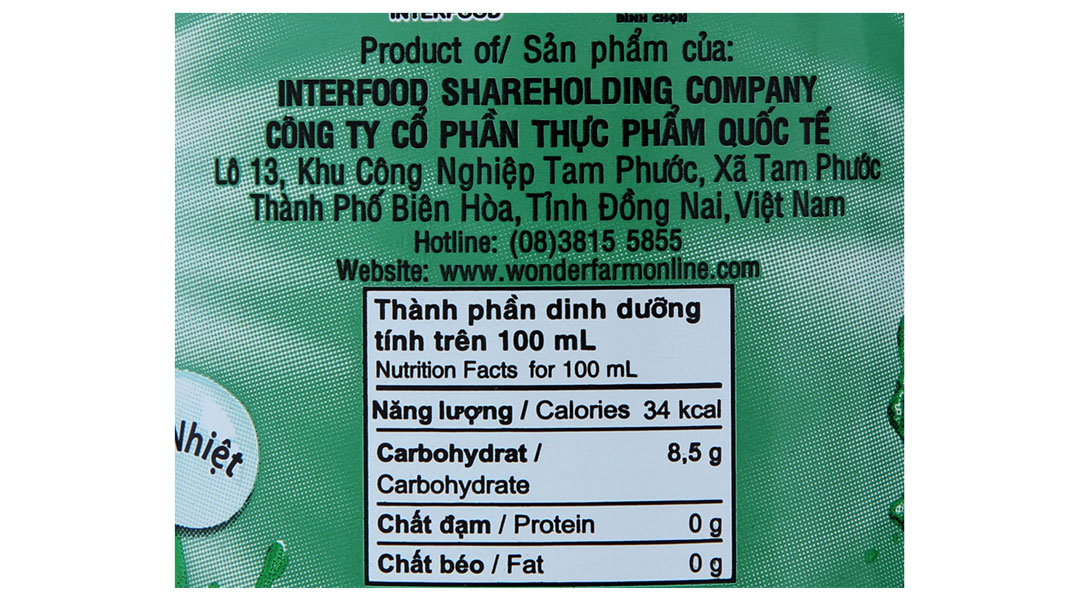 INTERFOOD
BÌNH CHỌN
Product of/ Sản phẩm của:
INTERFOOD SHAREHOLDING COMPANY
CÔNG TY CỔ PHẦN THỰC PHẨM QUỐC TẾ
Lô 13, Khu Công Nghiệp Tam Phước, Xã Tam Phước
Thành Phố Biên Hòa, Tỉnh Đồng Nai, Việt Nam
Hotline: (08)3815 5855
Website: www.wonderfarmonline.com
Thành phần dinh dưỡng
tính trên 100 mL
Nutrition Facts for 100 mL
Năng lượng / Calories 34 kcal
Carbohydrat / 8,5 g
Carbohydrate
Nhiệt
Chất đạm / Protein 0 g
Chất béo / Fat 0 g